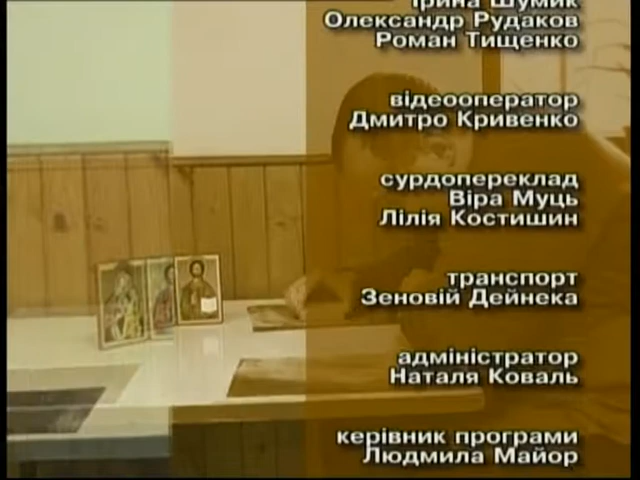 Ірина Шумик
Олександр Рудаков
Роман Тищенко
відеооператор
Дмитро Кривенко
сурдопереклад
Віра Муць
Лілія Костишин
транспорт
Зеновій Дейнека
адміністратор
Наталя Коваль
керівник програми
Людмила Майор